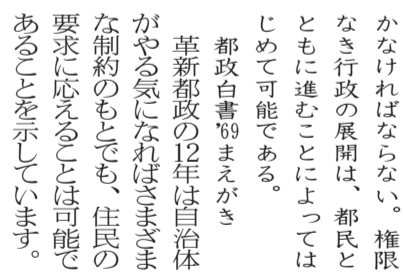 かなければならない。権限
なき行政の展開は、都民と
ともに進むことによっては
じめて可能である。
都政白書’69まえがき
革新都政の12年は自治体
がやる気になればさまざま
な制約のもとでも、住民の
要求に応えることは可能で
あることを示しています。